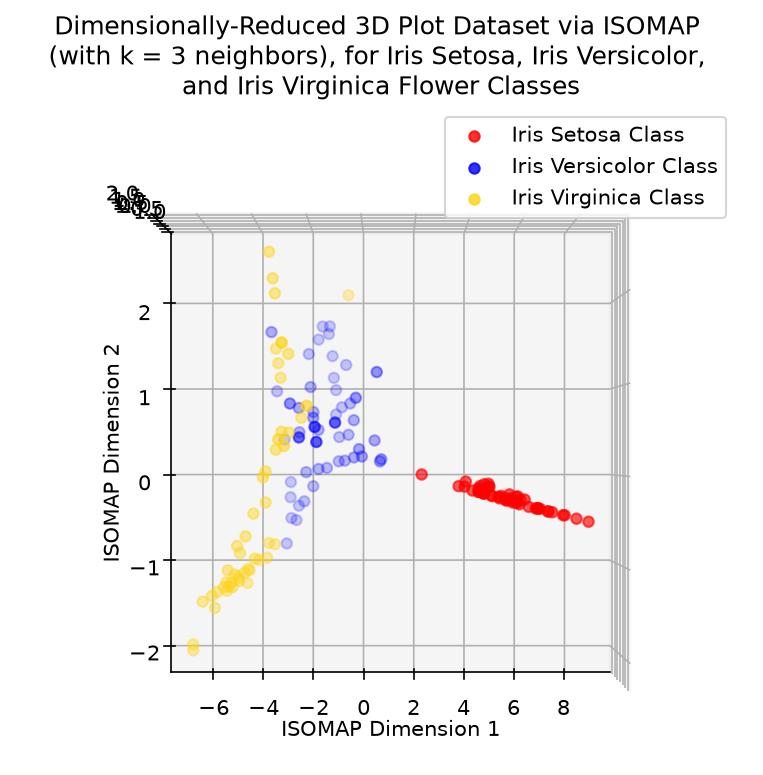 Dimensionally-Reduced 3D Plot Dataset via ISOMAP
(with k = 3 neighbors), for Iris Setosa, Iris Versicolor,
and Iris Virginica Flower Classes
Iris Setosa Class
Iris Versicolor Class
Iris Virginica Class
2
1
0
−1
−2
ISOMAP Dimension 2
−6 −4 −2 0 2 4 6 8
ISOMAP Dimension 1